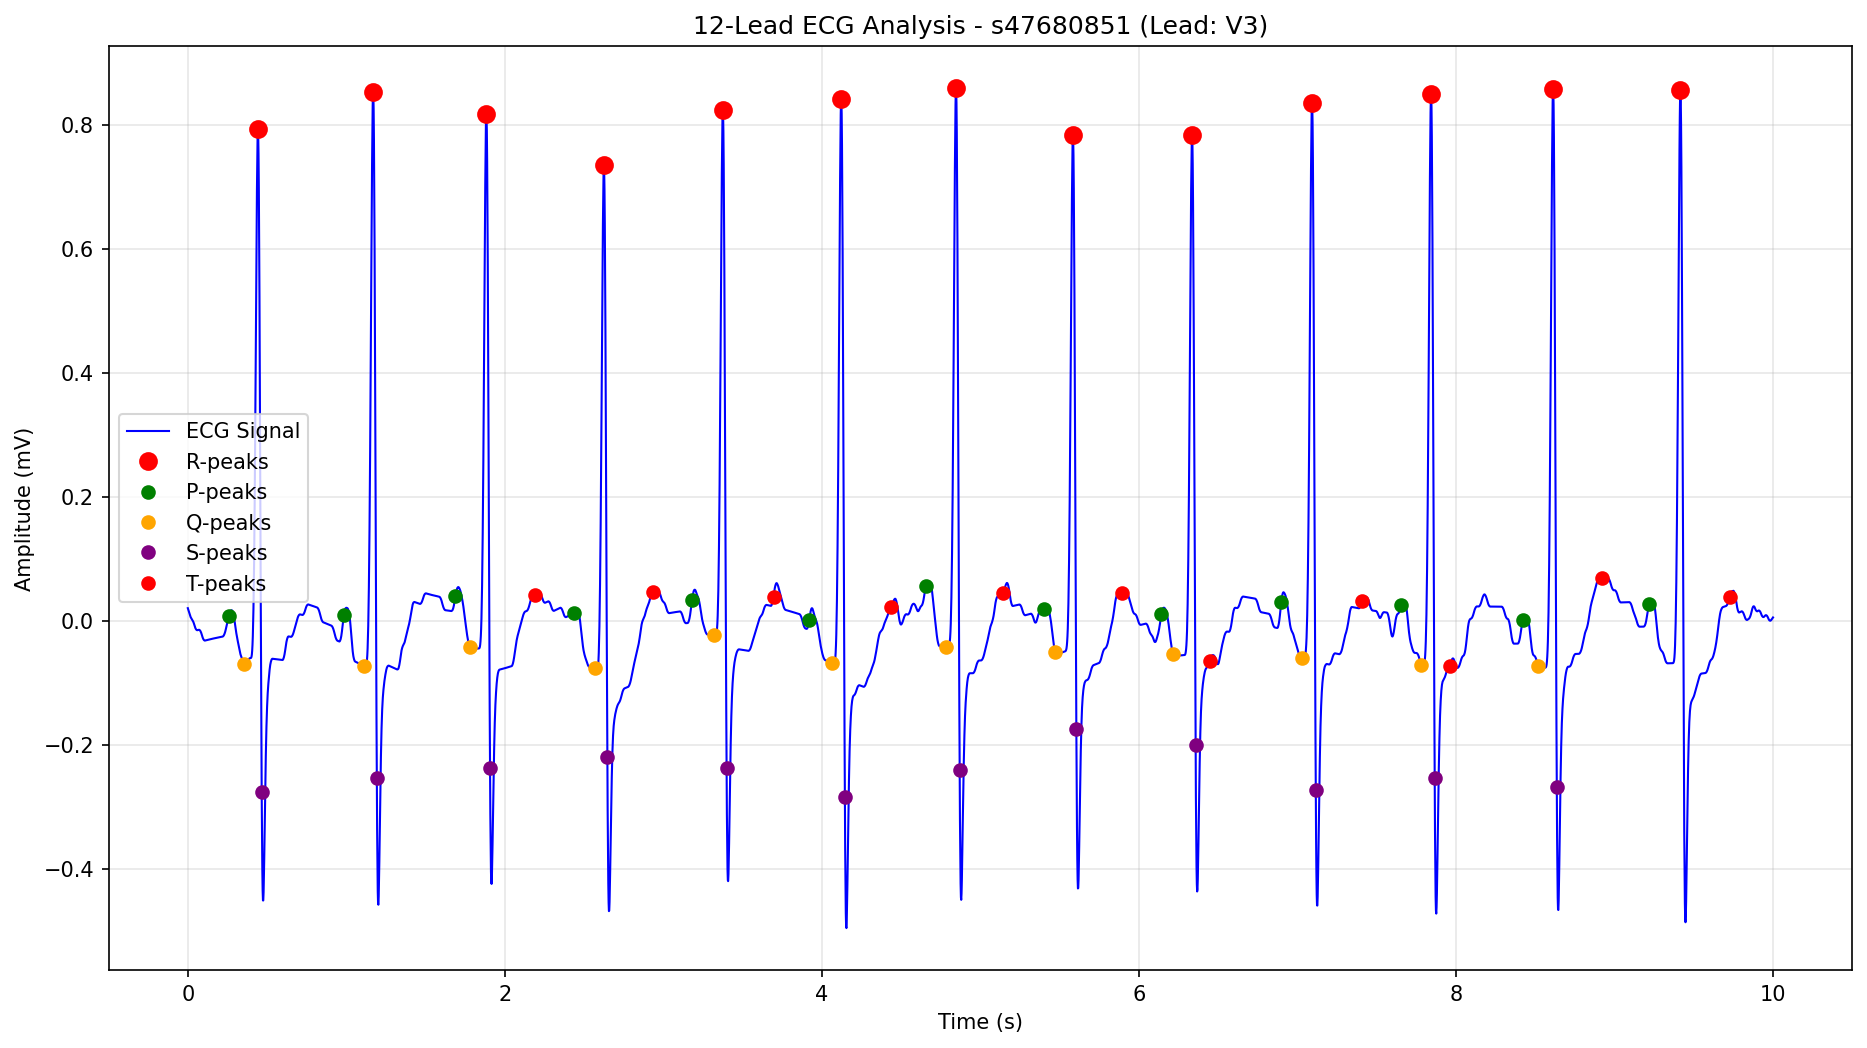 12-Lead ECG Analysis - s47680851 (Lead: V3)
Amplitude (mV)
0.8
0.6
0.4
0.2
0.0
−0.2
−0.4
ECG Signal
R-peaks
P-peaks
Q-peaks
S-peaks
T-peaks
0
2
4
6
8
10
Time (s)